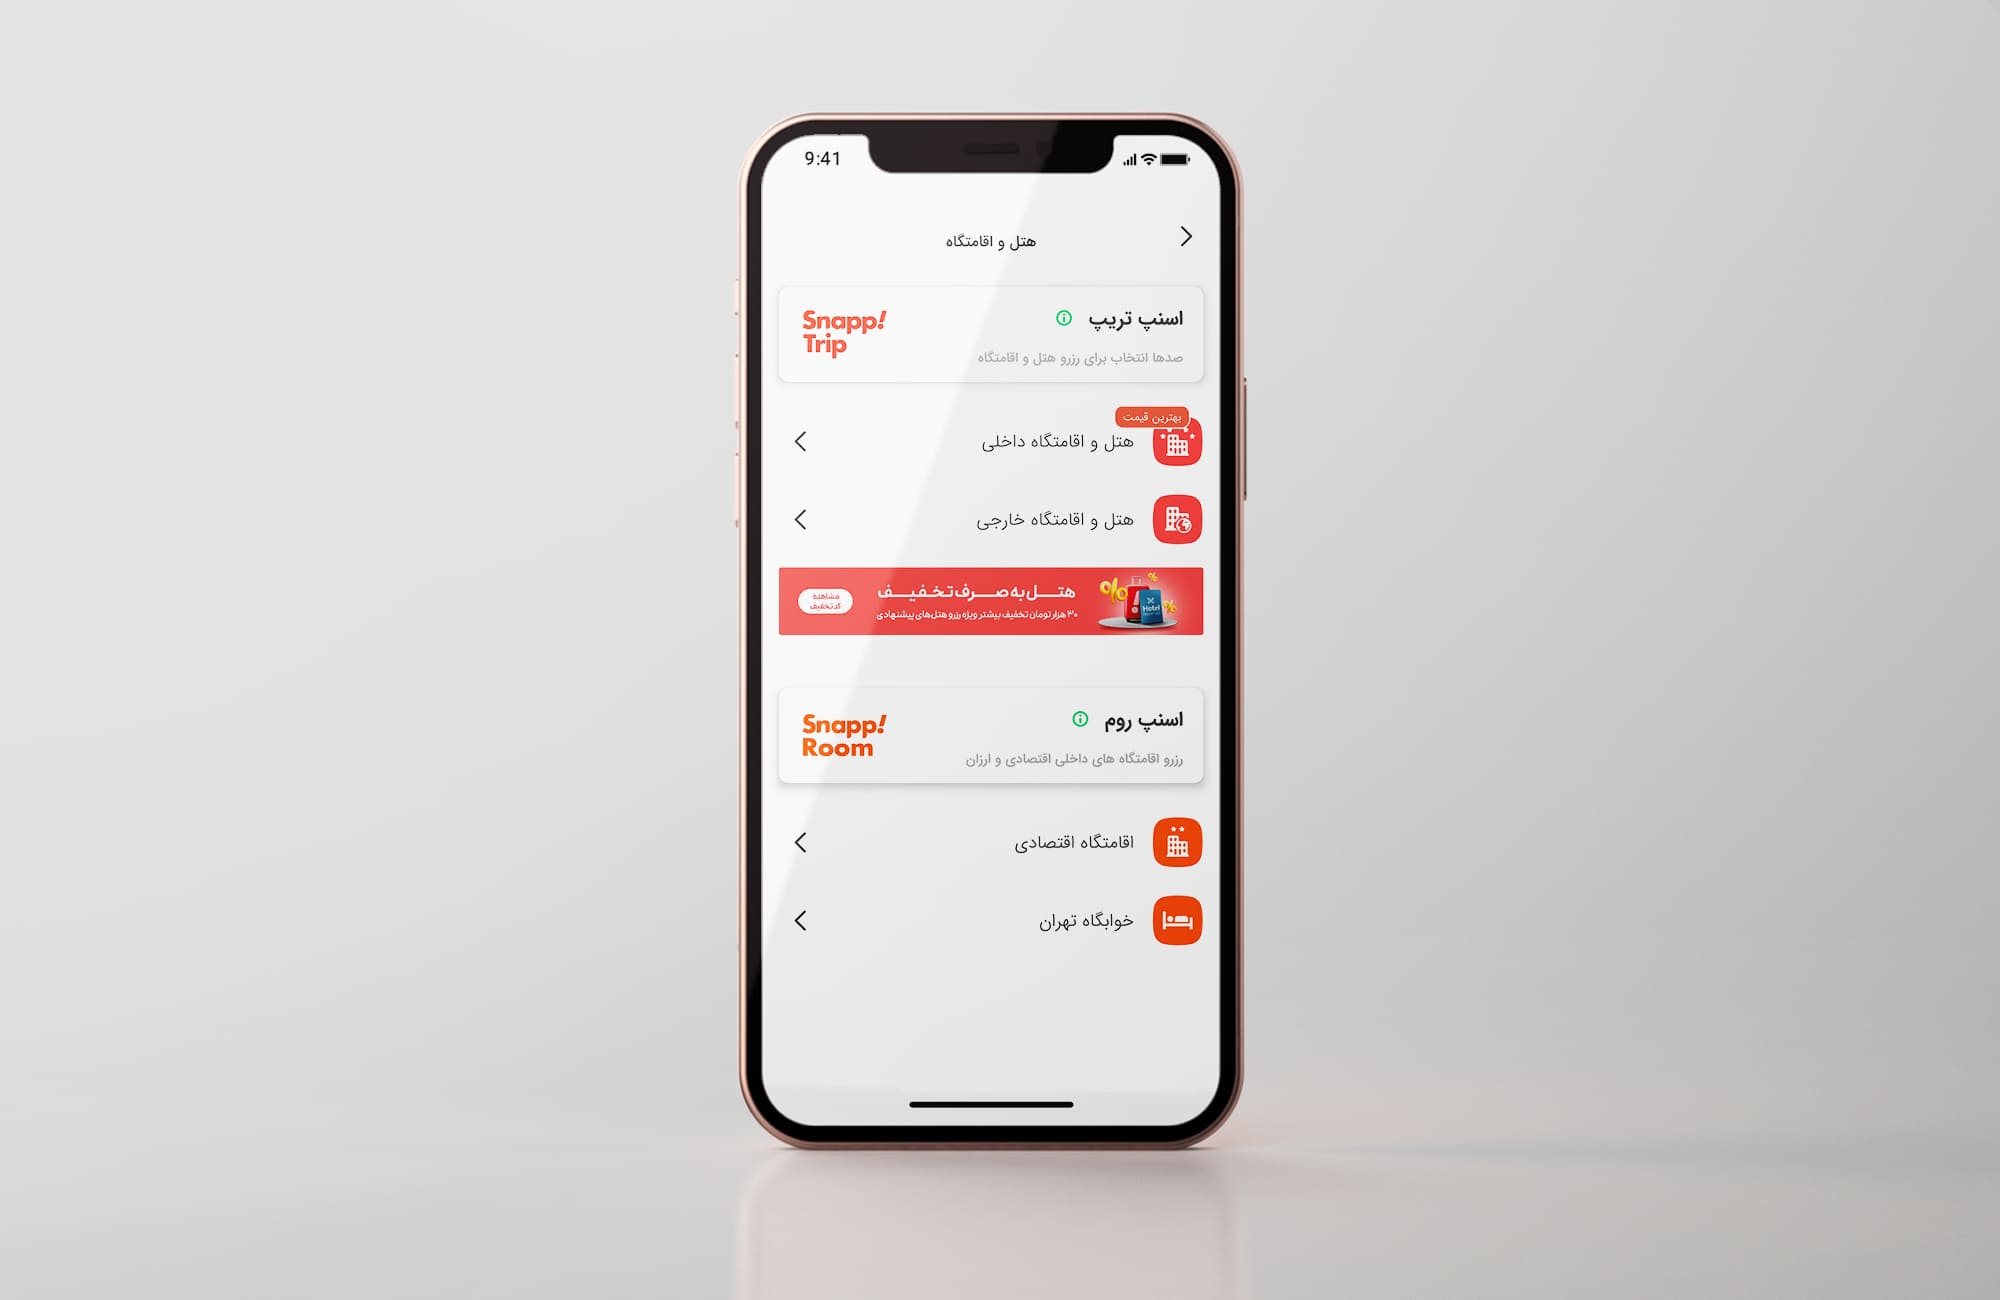 9:41
هتل و اقامتگاه
اسنپ تریپ
Snapp!
Trip
صدها انتخاب برای رزرو هتل و اقامتگاه
بهترین قیمت
هتل و اقامتگاه داخلی
هتل و اقامتگاه خارجی
هتل به صرف تخفیف
۳۰ هزار تومان تخفیف بیشتر ویژه رزرو هتل‌های پیشنهادی
Hotel
مشاهده
کد تخفیف
اسنپ روم
Snapp!
Room
رزرو اقامتگاه های داخلی اقتصادی و ارزان
اقامتگاه اقتصادی
خوابگاه تهران